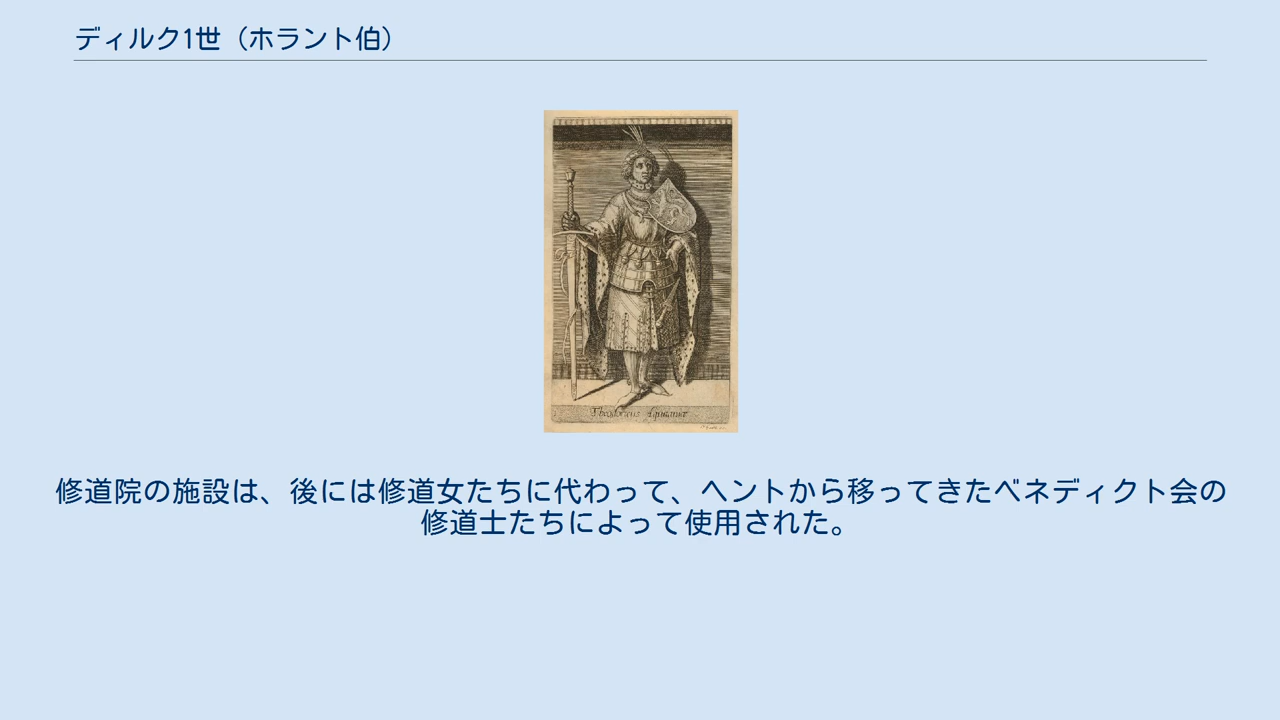 ディルク1世（ホラント伯）
Theodoricus Aquitaniae
修道院の施設は、後には修道女たちに代わって、ヘントから移ってきたベネディクト会の
修道士たちによって使用された。